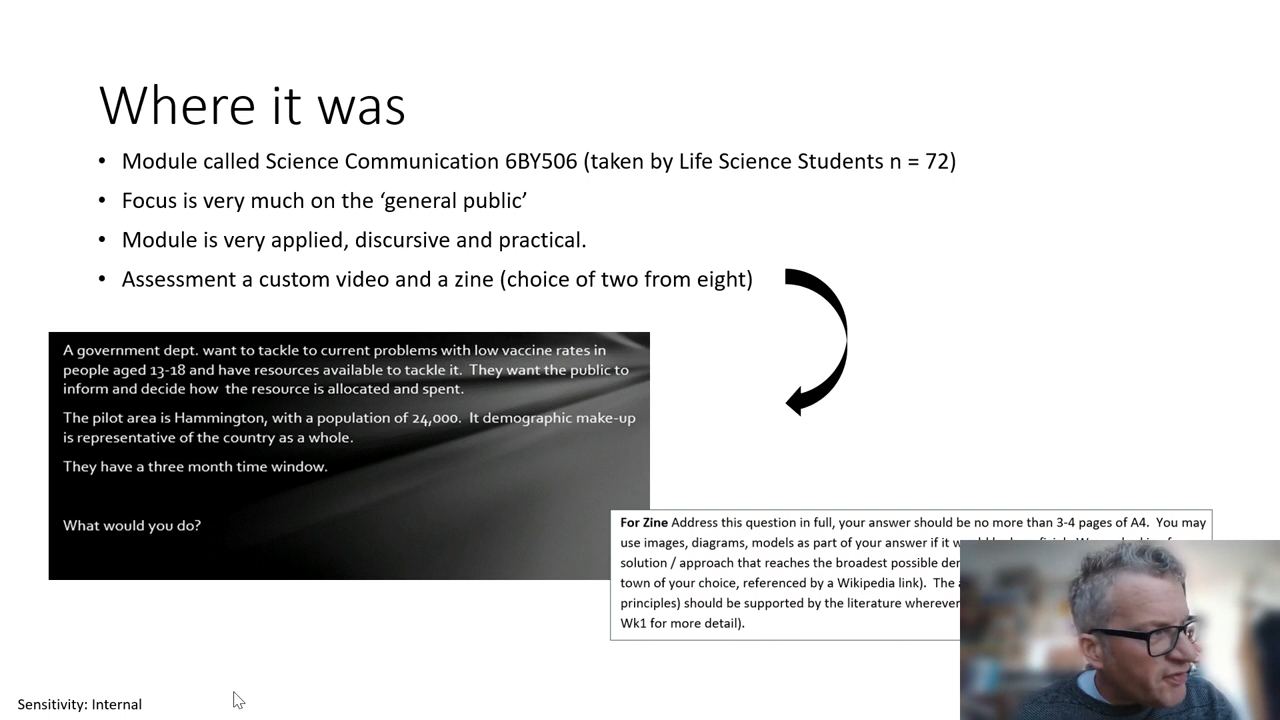 Where it was
• Module called Science Communication 6BY506 (taken by Life Science Students n = 72)
• Focus is very much on the ‘general public’
• Module is very applied, discursive and practical.
• Assessment a custom video and a zine (choice of two from eight)
A government dept. want to tackle to current problems with low vaccine rates in
people aged 13-18 and have resources available to tackle it. They want the public to
inform and decide how the resource is allocated and spent.
The pilot area is Hammington, with a population of 24,000. It demographic make-up
is representative of the country as a whole.
They have a three month time window.
What would you do?
For Zine Address this question in full, your answer should be no more than 3-4 pages of A4. You may
use images, diagrams, models as part of your answer if it
solution / approach that reaches the broadest possible
town of your choice, referenced by a Wikipedia link). The
principles) should be supported by the literature wherever
Wk1 for more detail).
Sensitivity: Internal